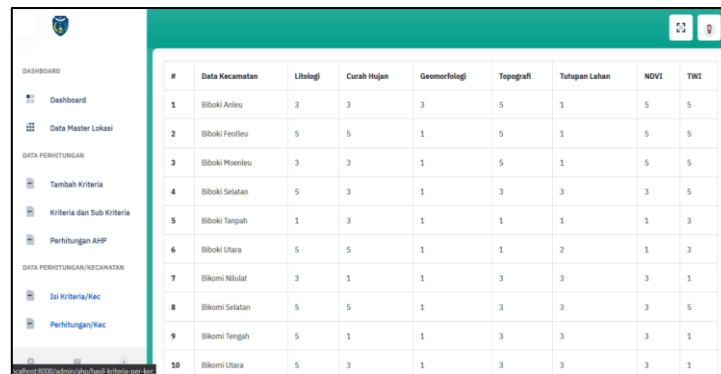 DASHBOARD
Dashboard
Data Master Lokasi
DATA PERHITUNGAN
Tambah Kriteria
Kriteria dan Sub Kriteria
Perhitungan AHP
DATA PERHITUNGAN/KECAMATAN
Isi Kriteria/Kec
Perhitungan/Kec
ocalhost:8000/admin/ahp/hasil-kriteria-per-kec
# Data Kecamatan Litologi Curah Hujan Geomorfologi Topografi Tutupan Lahan NDVI TWI
1 Biboki Anleu 3 3 3 5 1 5 5
2 Biboki Feotleu 5 5 1 5 1 5 5
3 Biboki Moenleu 3 3 1 5 1 5 5
4 Biboki Selatan 5 3 1 3 3 3 5
5 Biboki Tanpah 1 3 1 1 1 1 3
6 Biboki Utara 5 5 1 1 2 1 3
7 Bikomi Nilulat 3 1 1 3 3 3 1
8 Bikomi Selatan 5 5 1 3 3 3 5
9 Bikomi Tengah 5 1 1 3 3 3 1
10 Bikomi Utara 5 3 1 3 3 3 1